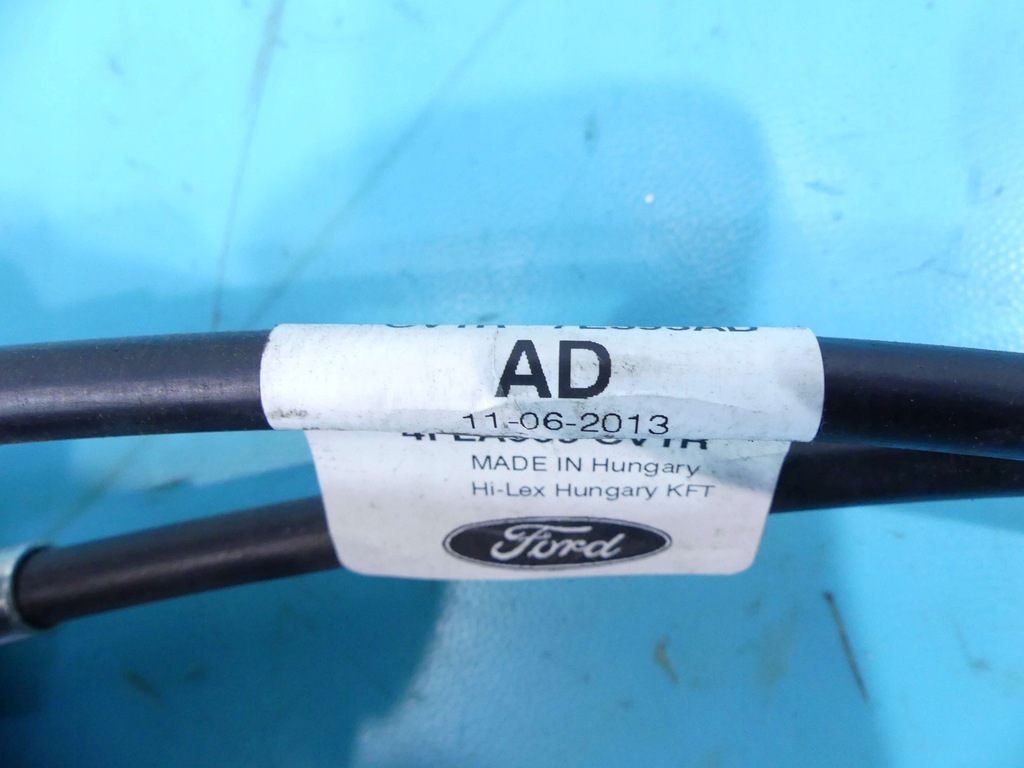 AD
11-06-2013
MADE IN Hungary
Hi-Lex Hungary KFT
Ford